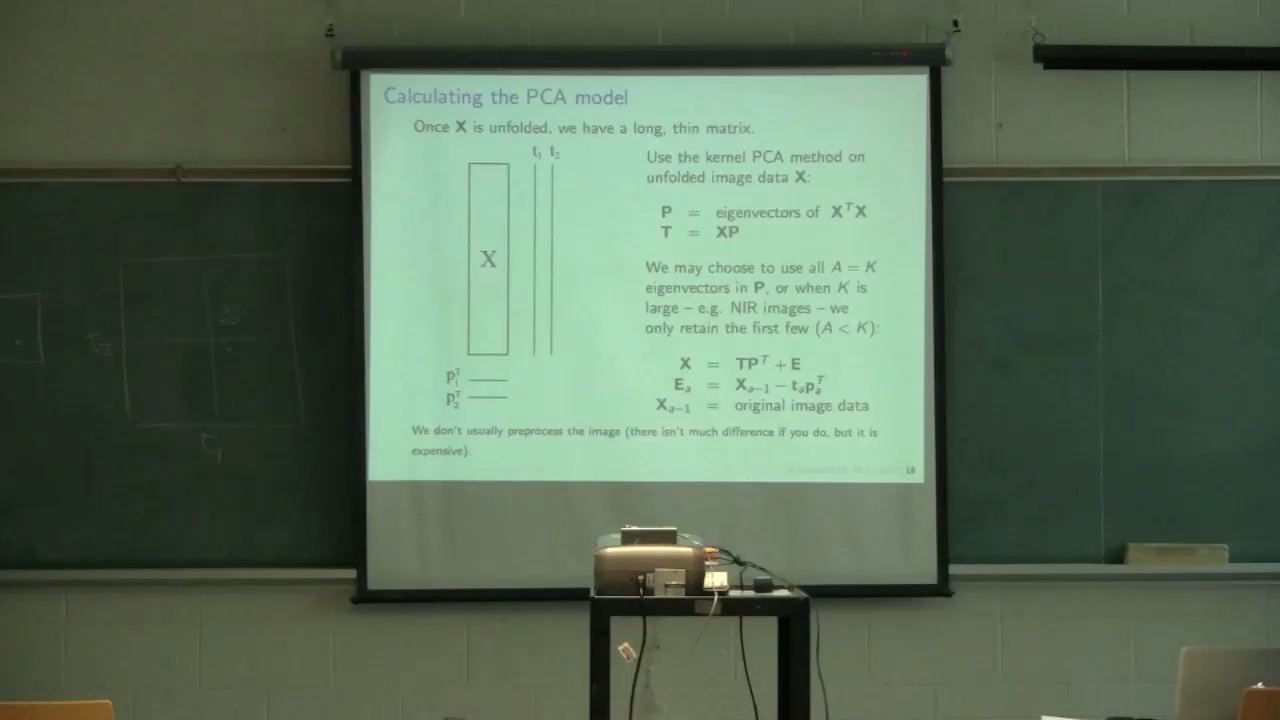 Calculating the PCA model
Once X is unfolded, we have a long, thin matrix.
t₁ t₂
X
p₁ᵀ
p₂ᵀ
Use the kernel PCA method on
unfolded image data X:
P = eigenvectors of XᵀX
T = XP
We may choose to use all A = K
eigenvectors in P, or when K is
large – e.g. NIR images – we
only retain the first few (A < K):
X = TPᵀ + E
Eₐ = Xₐ₋₁ − tₐpₐᵀ
Xₐ₋₁ = original image data
We don't usually preprocess the image (there isn't much difference if you do, but it is
expensive).
18